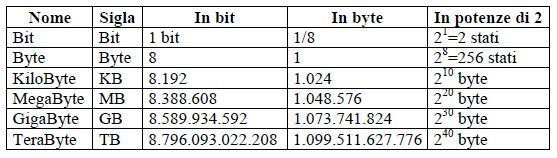 Nome Sigla In bit In byte In potenze di 2
Bit Bit 1 bit 1/8 2¹=2 stati
Byte Byte 8 1 2⁸=256 stati
KiloByte KB 8.192 1.024 2¹⁰ byte
MegaByte MB 8.388.608 1.048.576 2²⁰ byte
GigaByte GB 8.589.934.592 1.073.741.824 2³⁰ byte
TeraByte TB 8.796.093.022.208 1.099.511.627.776 2⁴⁰ byte